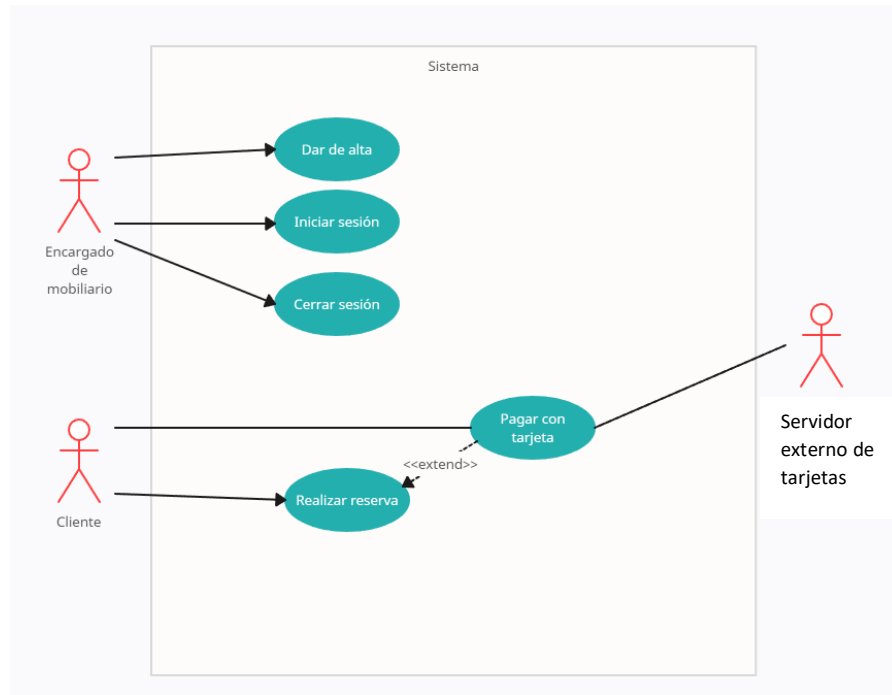 Sistema
Dar de alta
Iniciar sesión
Encargado
de
mobiliario
Cerrar sesión
Pagar con
tarjeta
Servidor
externo de
tarjetas
<<extend>>
Realizar reserva
Cliente